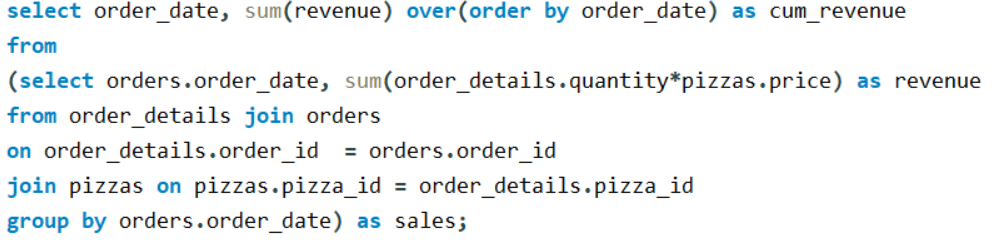 select order_date, sum(revenue) over(order by order_date) as cum_revenue
from
(select orders.order_date, sum(order_details.quantity*pizzas.price) as revenue
from order_details join orders
on order_details.order_id  = orders.order_id
join pizzas on pizzas.pizza_id = order_details.pizza_id
group by orders.order_date) as sales;